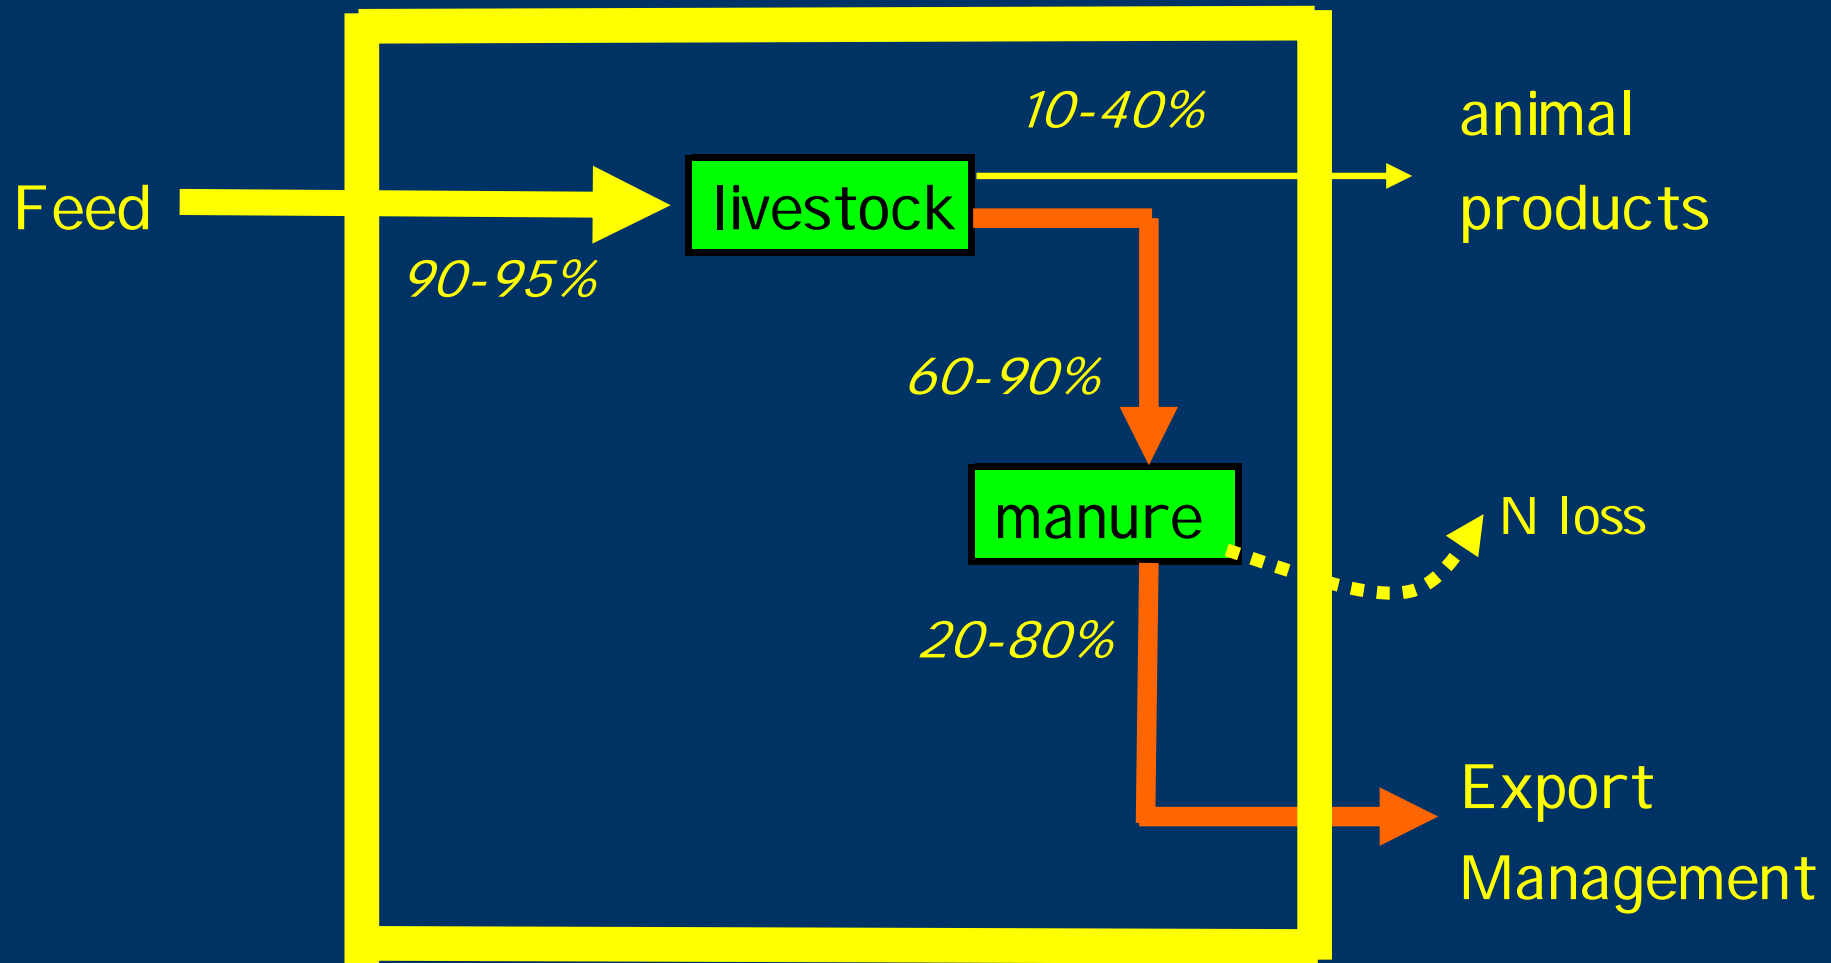 10-40%
animal
products
Feed
livestock
90-95%
60-90%
manure
N loss
20-80%
Export
Management